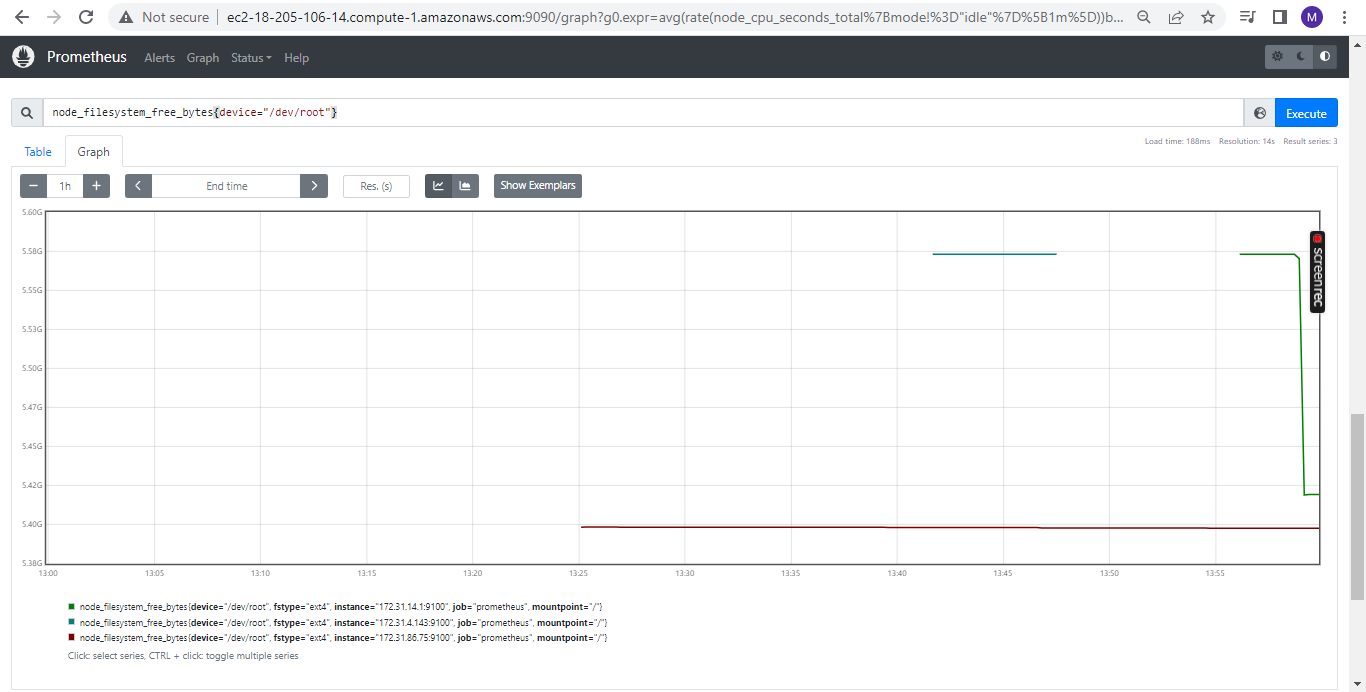 Not secure ec2-18-205-106-14.compute-1.amazonaws.com:9090/graph?g0.expr=avg(rate(node_cpu_seconds_total%7Bmode!%3D"idle"%7D%5B1m%5D))b... M
Prometheus Alerts Graph Status Help
node_filesystem_free_bytes{device="/dev/root"} Execute
Load time: 188ms Resolution: 14s Result series: 3
Table Graph
− 1h + End time Res. (s) Show Exemplars
5.60G
5.58G
5.55G
5.53G
5.50G
5.47G
5.45G
5.42G
5.40G
5.38G
screenrec
13:00 13:05 13:10 13:15 13:20 13:25 13:30 13:35 13:40 13:45 13:50 13:55
node_filesystem_free_bytes{device="/dev/root", fstype="ext4", instance="172.31.14.1:9100", job="prometheus", mountpoint="/"}
node_filesystem_free_bytes{device="/dev/root", fstype="ext4", instance="172.31.4.143:9100", job="prometheus", mountpoint="/"}
node_filesystem_free_bytes{device="/dev/root", fstype="ext4", instance="172.31.86.75:9100", job="prometheus", mountpoint="/"}
Click: select series, CTRL + click: toggle multiple series